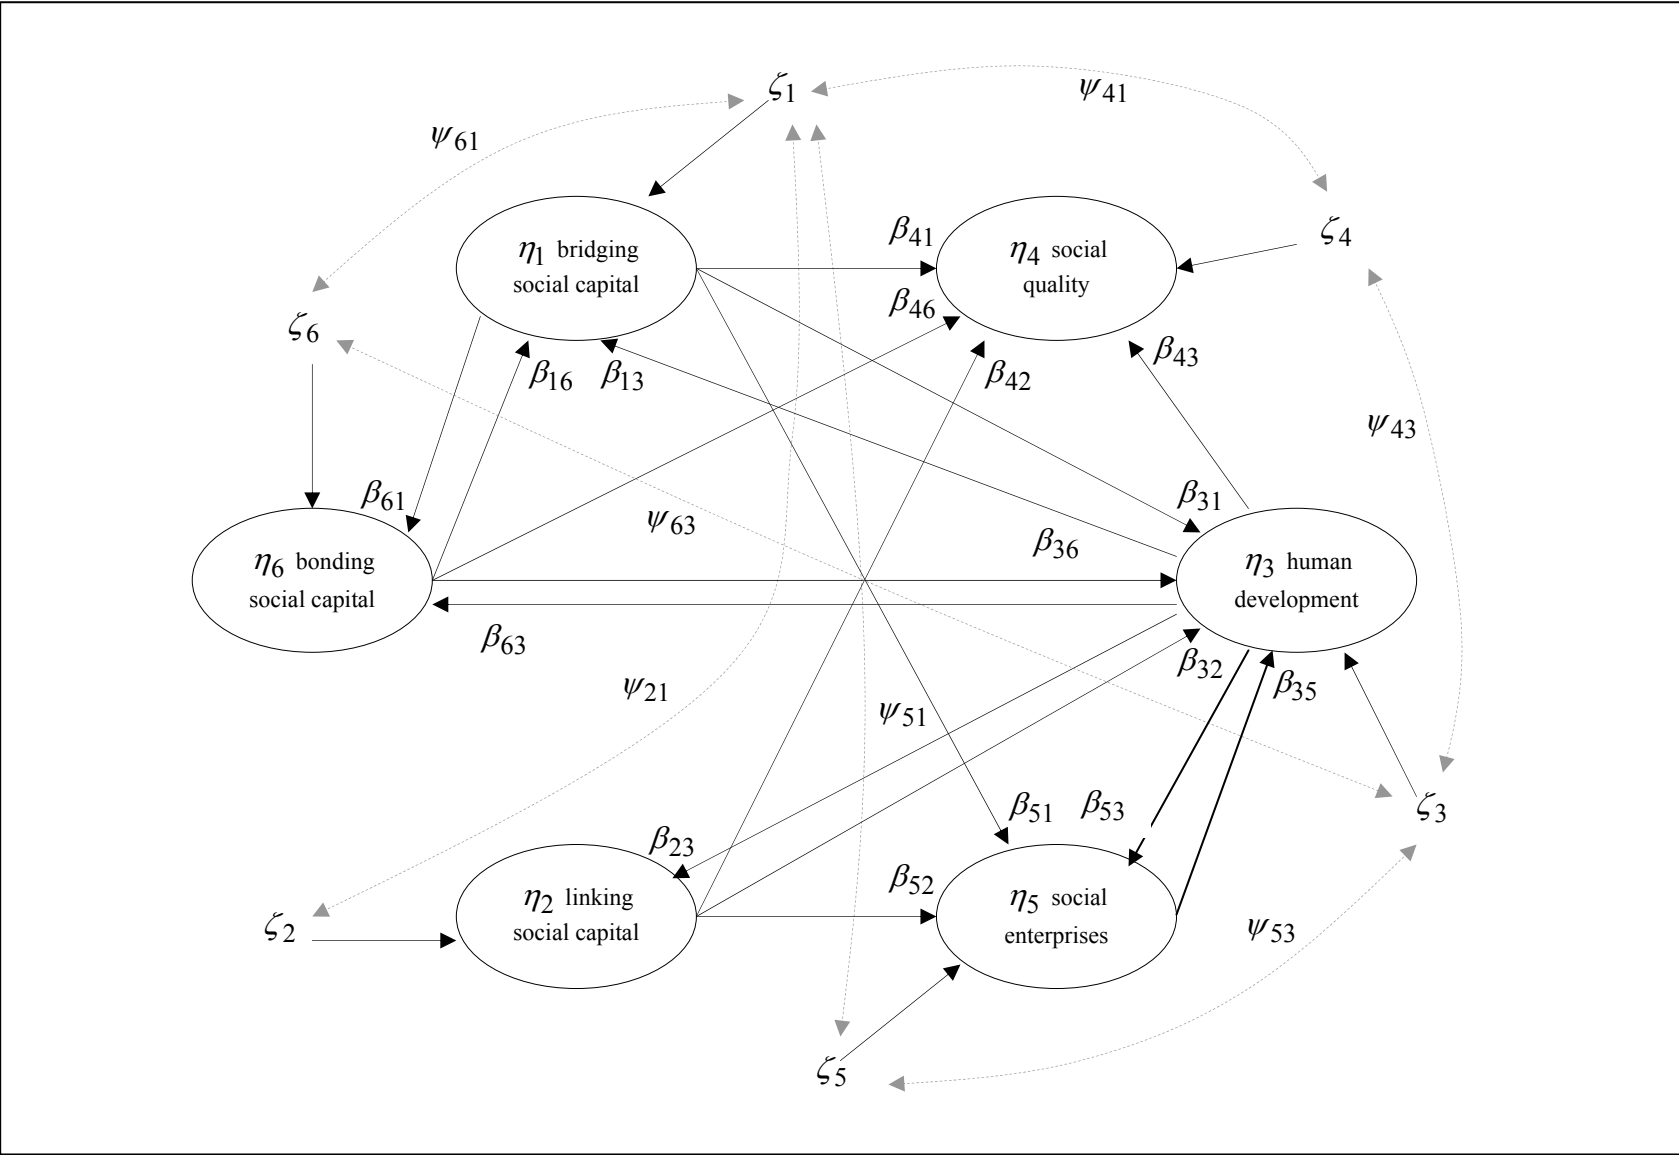 ζ1
ψ41
ψ61
β41
ζ4
η1 bridging
social capital
η4 social
quality
β46
ζ6
β16
β13
β42
β43
ψ43
β61
β31
ψ63
β36
η6 bonding
social capital
η3 human
development
β63
β32
β35
ψ21
ψ51
β51
β53
ζ3
β23
β52
η2 linking
social capital
η5 social
enterprises
ζ2
ψ53
ζ5